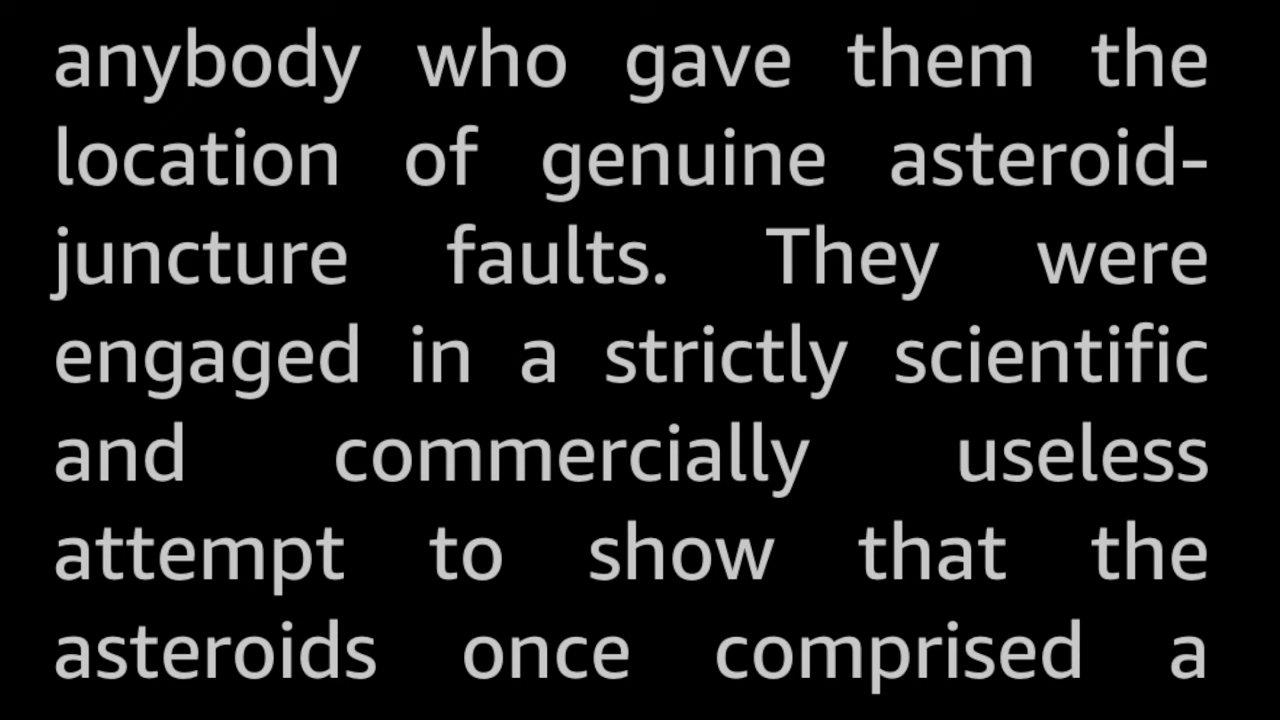 anybody who gave them the
location of genuine asteroid-
juncture faults. They were
engaged in a strictly scientific
and commercially useless
attempt to show that the
asteroids once comprised a